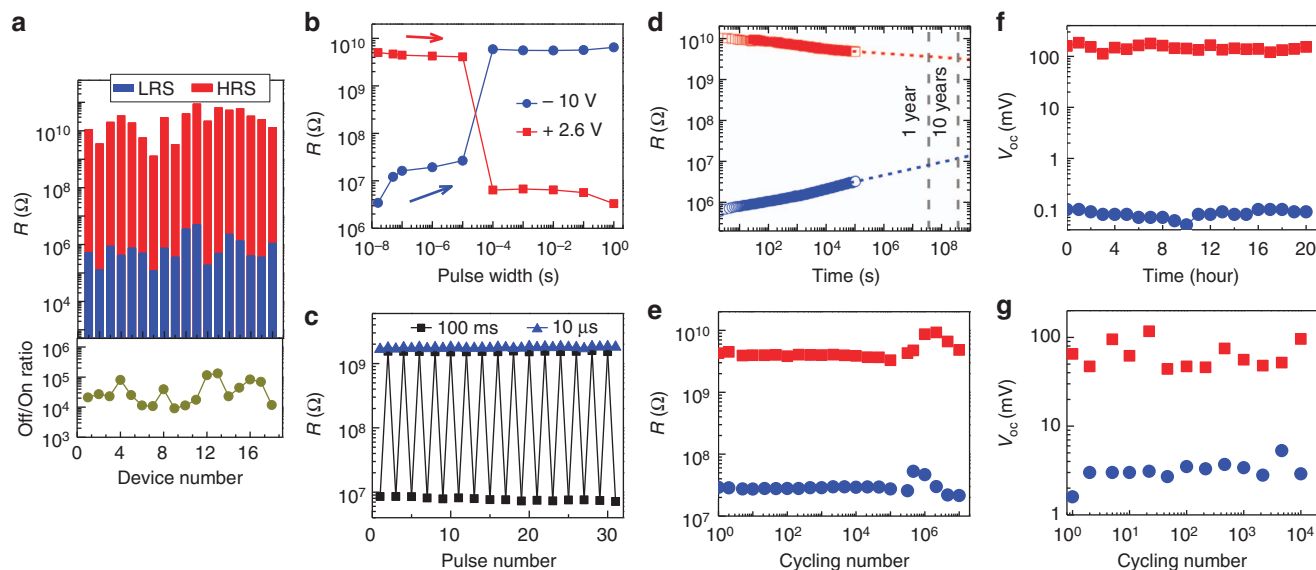 a
LRS HRS
10^10
10^8
10^6
10^4
R (Ω)
10^6
10^5
10^4
10^3
Off/On ratio
0 4 8 12 18
Device number
b
10^10
10^9
10^8
10^7
10^6
R (Ω)
– 10 V
+ 2.6 V
10^–8 10^–6 10^–4 10^–2 10^0
Pulse width (s)
c
100 ms 10 µs
10^9
10^8
10^7
R (Ω)
0 10 20 30
Pulse number
d
10^10
10^9
10^8
10^7
10^6
R (Ω)
1 year
10 years
10^2 10^4 10^6 10^8
Time (s)
e
10^10
10^9
10^8
10^7
R (Ω)
10^0 10^2 10^4 10^6
Cycling number
f
100
1
0.1
Voc (mV)
0 4 8 12 16 20
Time (hour)
g
100
10
1
Voc (mV)
10^0 10^1 10^2 10^3 10^4
Cycling number